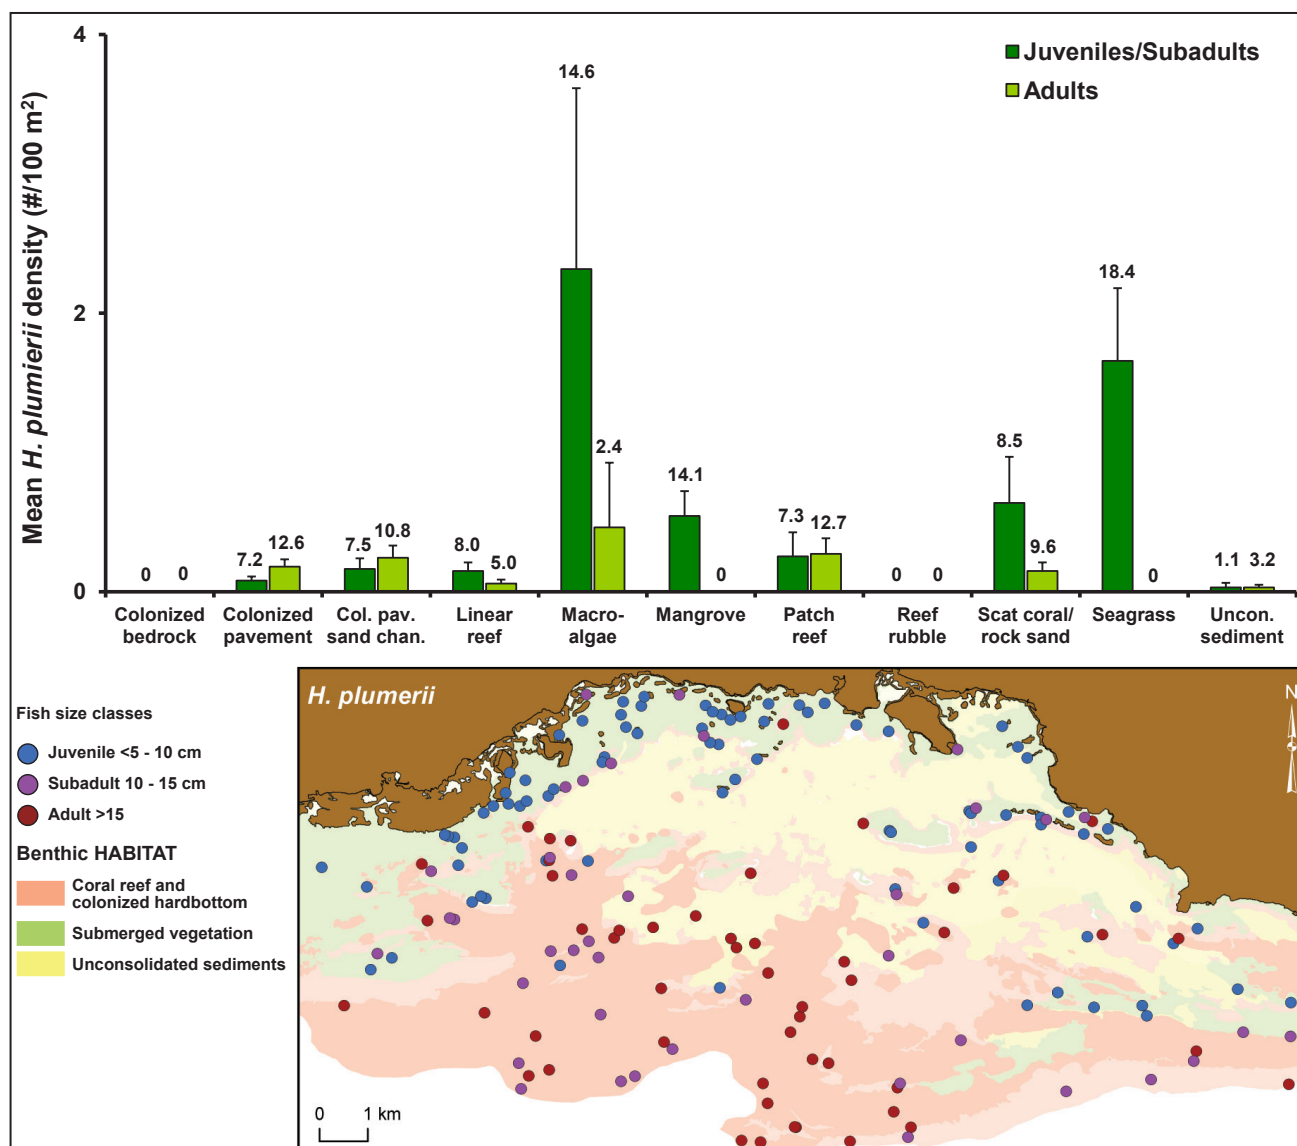 Mean H. plumierii density (#/100 m²)
4
2
0
Juveniles/Subadults
Adults
0
0
7.2
12.6
7.5
10.8
8.0
5.0
14.6
2.4
14.1
0
7.3
12.7
0
0
8.5
9.6
18.4
0
1.1
3.2
Colonized
bedrock
Colonized
pavement
Col. pav.
sand chan.
Linear
reef
Macro-
algae
Mangrove
Patch
reef
Reef
rubble
Scat coral/
rock sand
Seagrass
Uncon.
sediment
Fish size classes
Juvenile <5 - 10 cm
Subadult 10 - 15 cm
Adult >15
Benthic HABITAT
Coral reef and
colonized hardbottom
Submerged vegetation
Unconsolidated sediments
H. plumerii
N
0 1 km